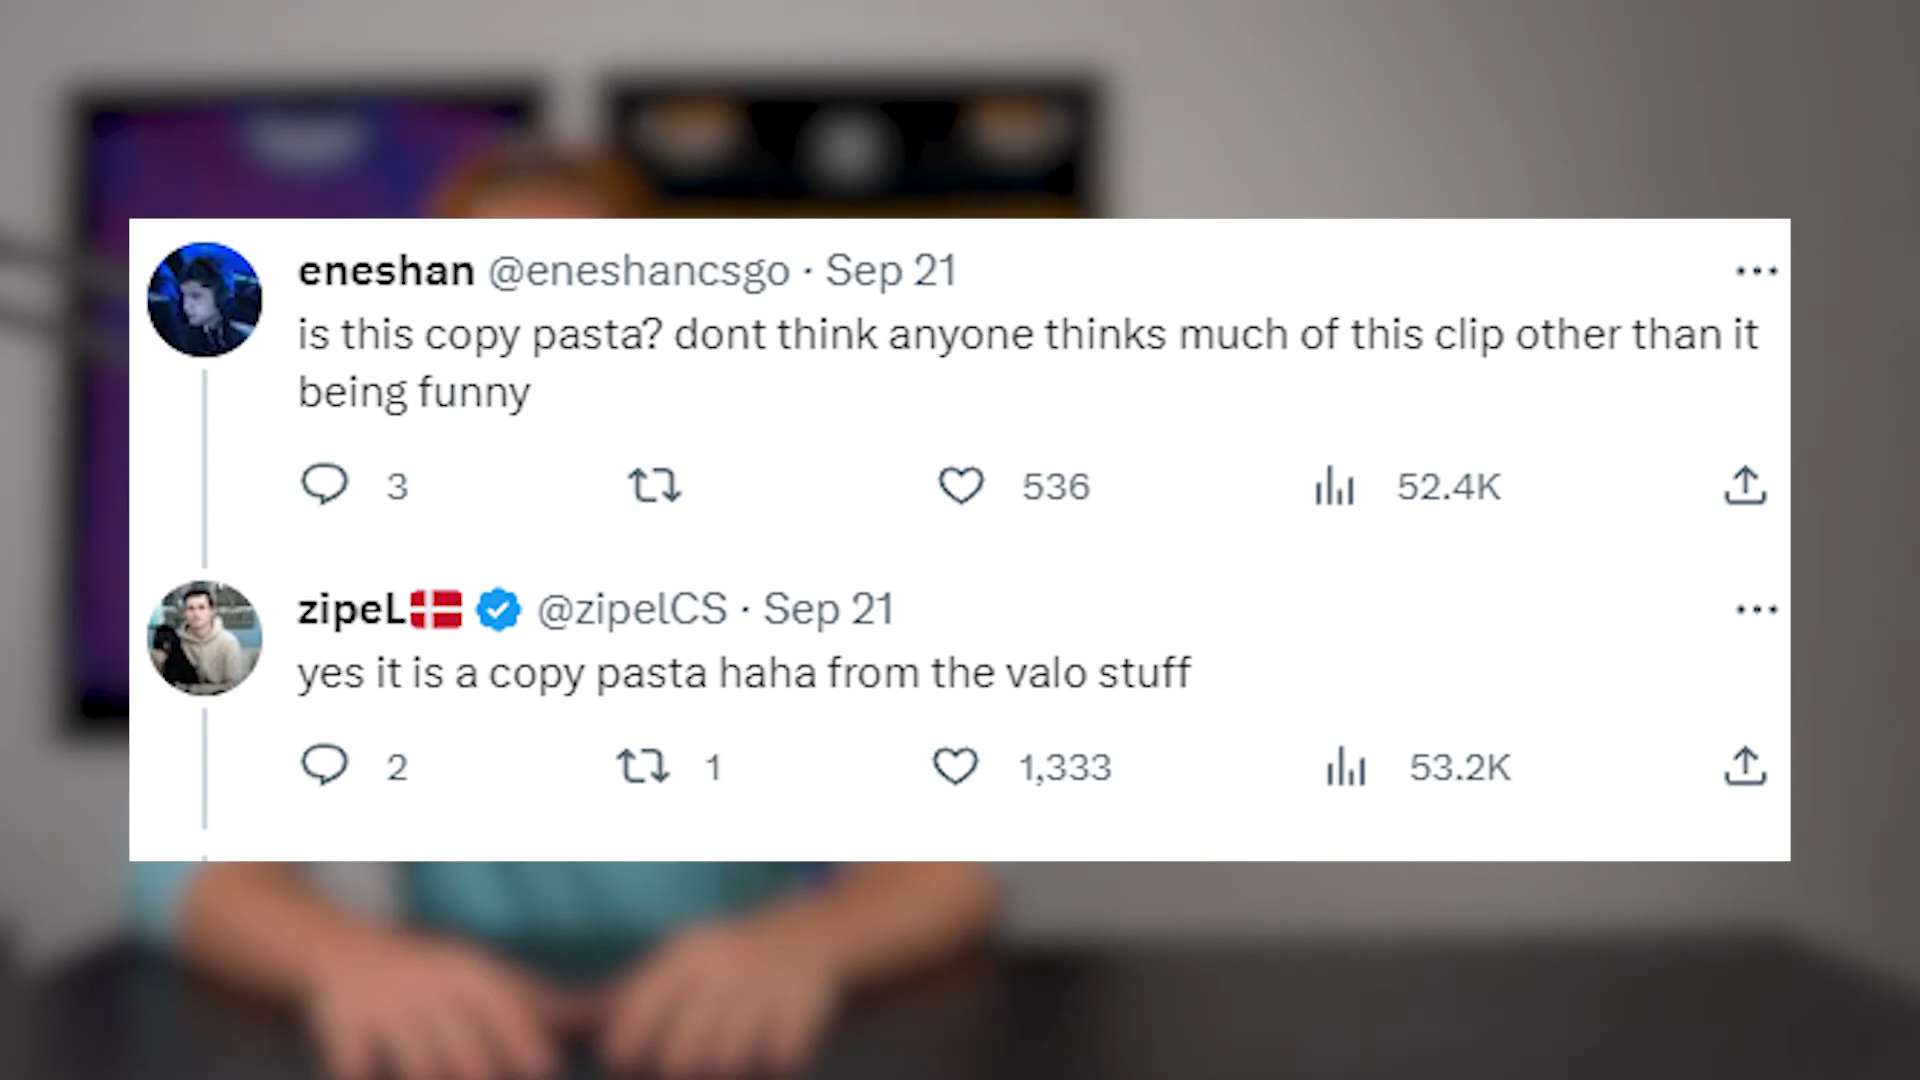 eneshan @eneshancsgo · Sep 21
is this copy pasta? dont think anyone thinks much of this clip other than it
being funny
3 536 52.4K
zipeL🇩🇰 @zipelCS · Sep 21
yes it is a copy pasta haha from the valo stuff
2 1 1,333 53.2K